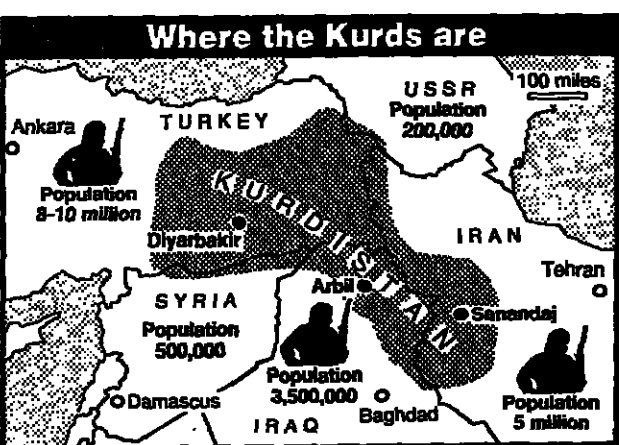 Where the Kurds are
USSR
Population
200,000
100 miles
Ankara
TURKEY
Population
8-10 million
KURDISTAN
Diyarbakir
IRAN
Tehran
Arbil
Sanandaj
SYRIA
Population
500,000
Population
3,500,000
Population
5 million
Damascus
Baghdad
IRAQ